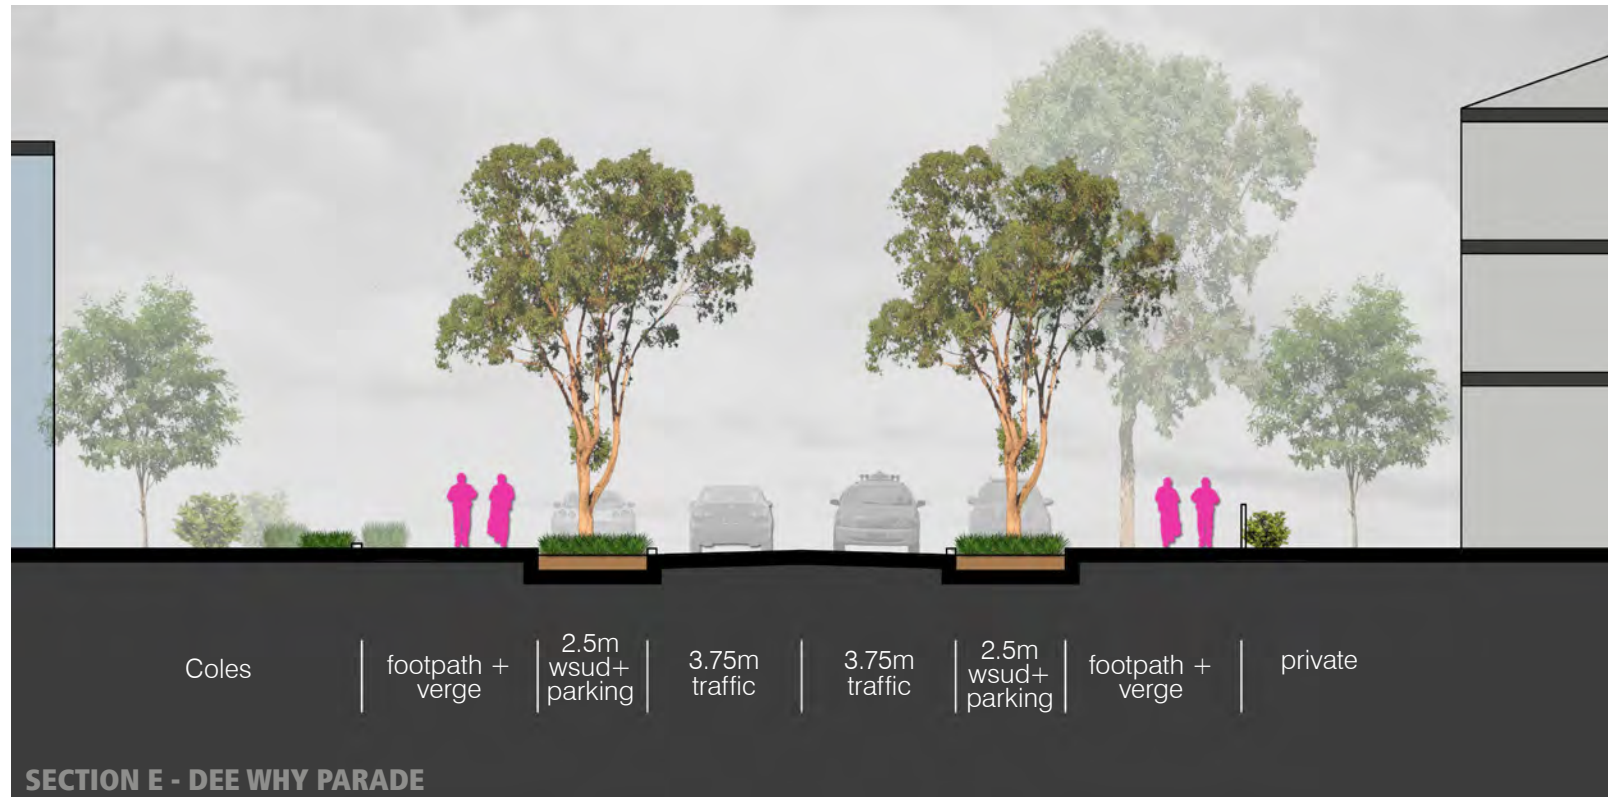 Coles
footpath +
verge
2.5m
wsud+
parking
3.75m
traffic
3.75m
traffic
2.5m
wsud+
parking
footpath +
verge
private
SECTION E - DEE WHY PARADE